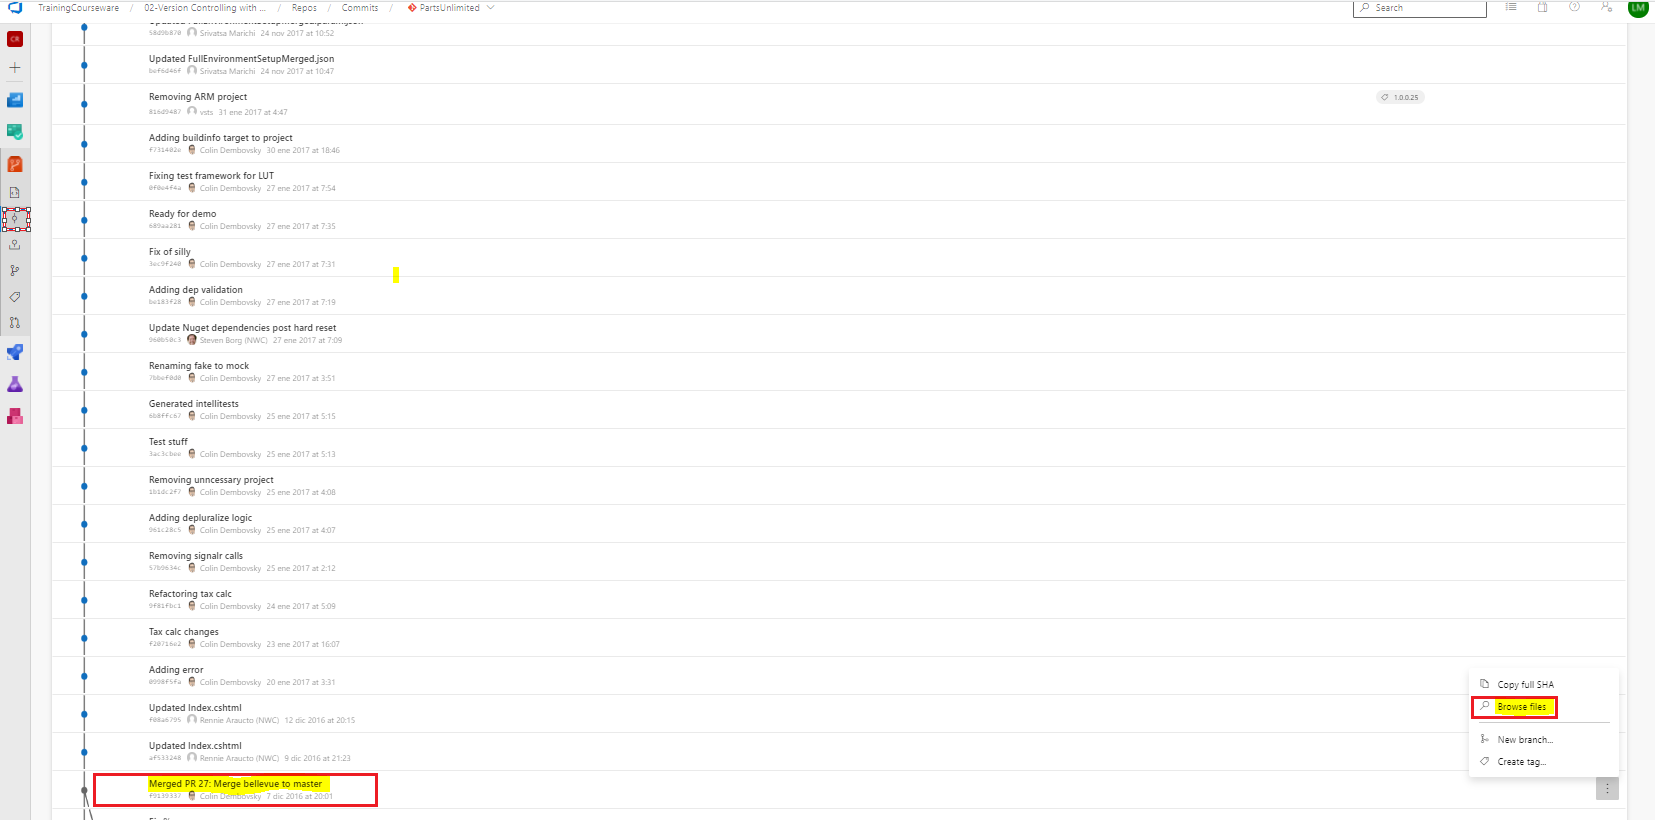 TrainingCourseware / 02-Version Controlling with ... / Repos / Commits / PartsUnlimited
Search
LM
CR
58d9b870 Srivatsa Marichi 24 nov 2017 at 10:52
Updated FullEnvironmentSetupMerged.json
bef6d46f Srivatsa Marichi 24 nov 2017 at 10:47
Removing ARM project
1.0.0.25
816d9487 vsts 31 ene 2017 at 4:47
Adding buildinfo target to project
f731402e Colin Dembovsky 30 ene 2017 at 18:46
Fixing test framework for LUT
0f0e4f4a Colin Dembovsky 27 ene 2017 at 7:54
Ready for demo
689aa281 Colin Dembovsky 27 ene 2017 at 7:35
Fix of silly
3ec9f240 Colin Dembovsky 27 ene 2017 at 7:31
Adding dep validation
be183f28 Colin Dembovsky 27 ene 2017 at 7:19
Update Nuget dependencies post hard reset
960b50c3 Steven Borg (NWC) 27 ene 2017 at 7:09
Renaming fake to mock
7bbef0d0 Colin Dembovsky 27 ene 2017 at 3:51
Generated intellitests
6b8ffc67 Colin Dembovsky 25 ene 2017 at 5:15
Test stuff
3ac3cbee Colin Dembovsky 25 ene 2017 at 5:13
Removing unncessary project
1b1dc2f7 Colin Dembovsky 25 ene 2017 at 4:08
Adding depluralize logic
961c28c5 Colin Dembovsky 25 ene 2017 at 4:07
Removing signalr calls
57b9634c Colin Dembovsky 25 ene 2017 at 2:12
Refactoring tax calc
9f81fbc1 Colin Dembovsky 24 ene 2017 at 5:09
Tax calc changes
f20716e2 Colin Dembovsky 23 ene 2017 at 16:07
Adding error
0998f5fa Colin Dembovsky 20 ene 2017 at 3:31
Copy full SHA
Browse files
New branch...
Create tag...
Updated Index.cshtml
f08a6795 Rennie Araucto (NWC) 12 dic 2016 at 20:15
Updated Index.cshtml
af533248 Rennie Araucto (NWC) 9 dic 2016 at 21:23
Merged PR 27: Merge bellevue to master
f9139337 Colin Dembovsky 7 dic 2016 at 20:01